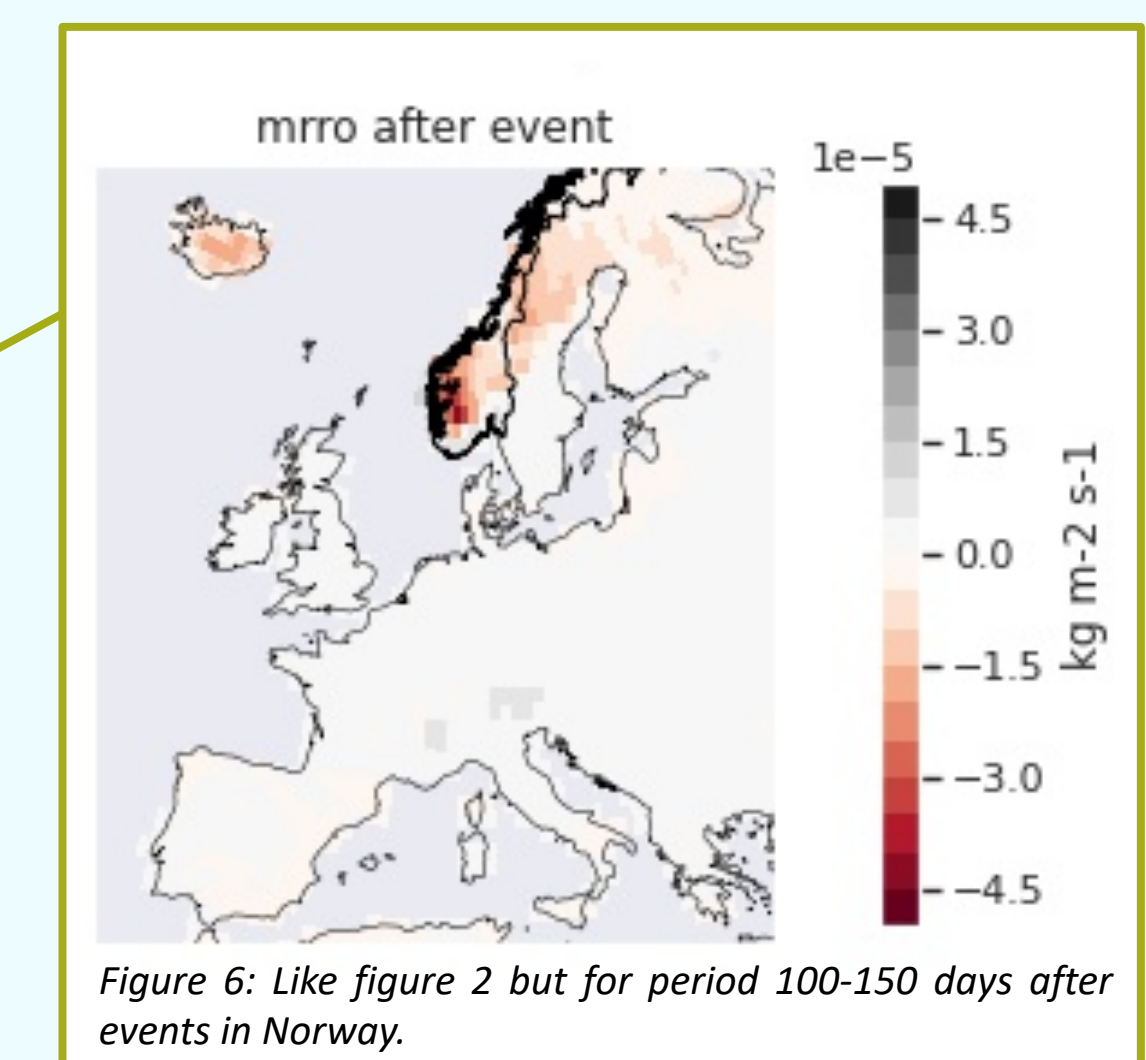 mrro after event
1e−5
4.5
3.0
1.5
0.0
−1.5
−3.0
−4.5
kg m-2 s-1
Figure 6: Like figure 2 but for period 100-150 days after
events in Norway.